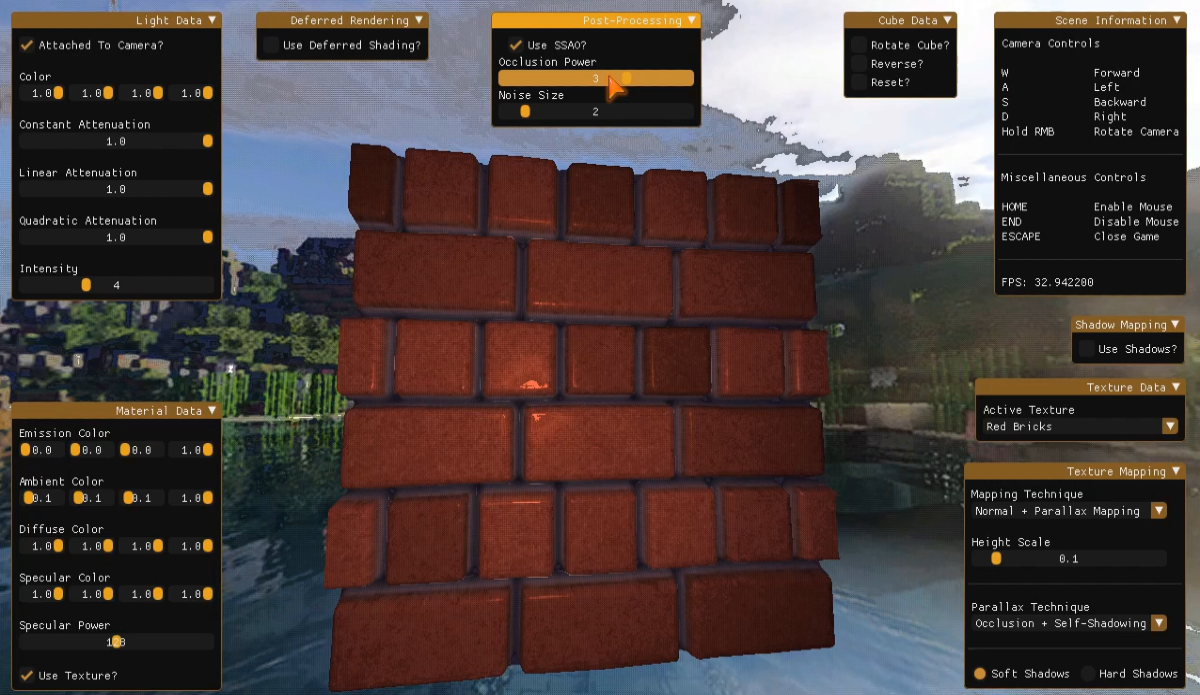 Light Data
Attached To Camera?
Color
1.0 1.0 1.0 1.0
Constant Attenuation
1.0
Linear Attenuation
1.0
Quadratic Attenuation
1.0
Intensity
4
Deferred Rendering
Use Deferred Shading?
Post-Processing
Use SSAO?
Occlusion Power
3
Noise Size
2
Cube Data
Rotate Cube?
Reverse?
Reset?
Scene Information
Camera Controls
W Forward
A Left
S Backward
D Right
Hold RMB Rotate Camera
Miscellaneous Controls
HOME Enable Mouse
END Disable Mouse
ESCAPE Close Game
FPS: 32.942200
Shadow Mapping
Use Shadows?
Texture Data
Active Texture
Red Bricks
Material Data
Emission Color
0.0 0.0 0.0 1.0
Ambient Color
0.1 0.1 0.1 1.0
Diffuse Color
1.0 1.0 1.0 1.0
Specular Color
1.0 1.0 1.0 1.0
Specular Power
128
Use Texture?
Texture Mapping
Mapping Technique
Normal + Parallax Mapping
Height Scale
0.1
Parallax Technique
Occlusion + Self-Shadowing
Soft Shadows Hard Shadows